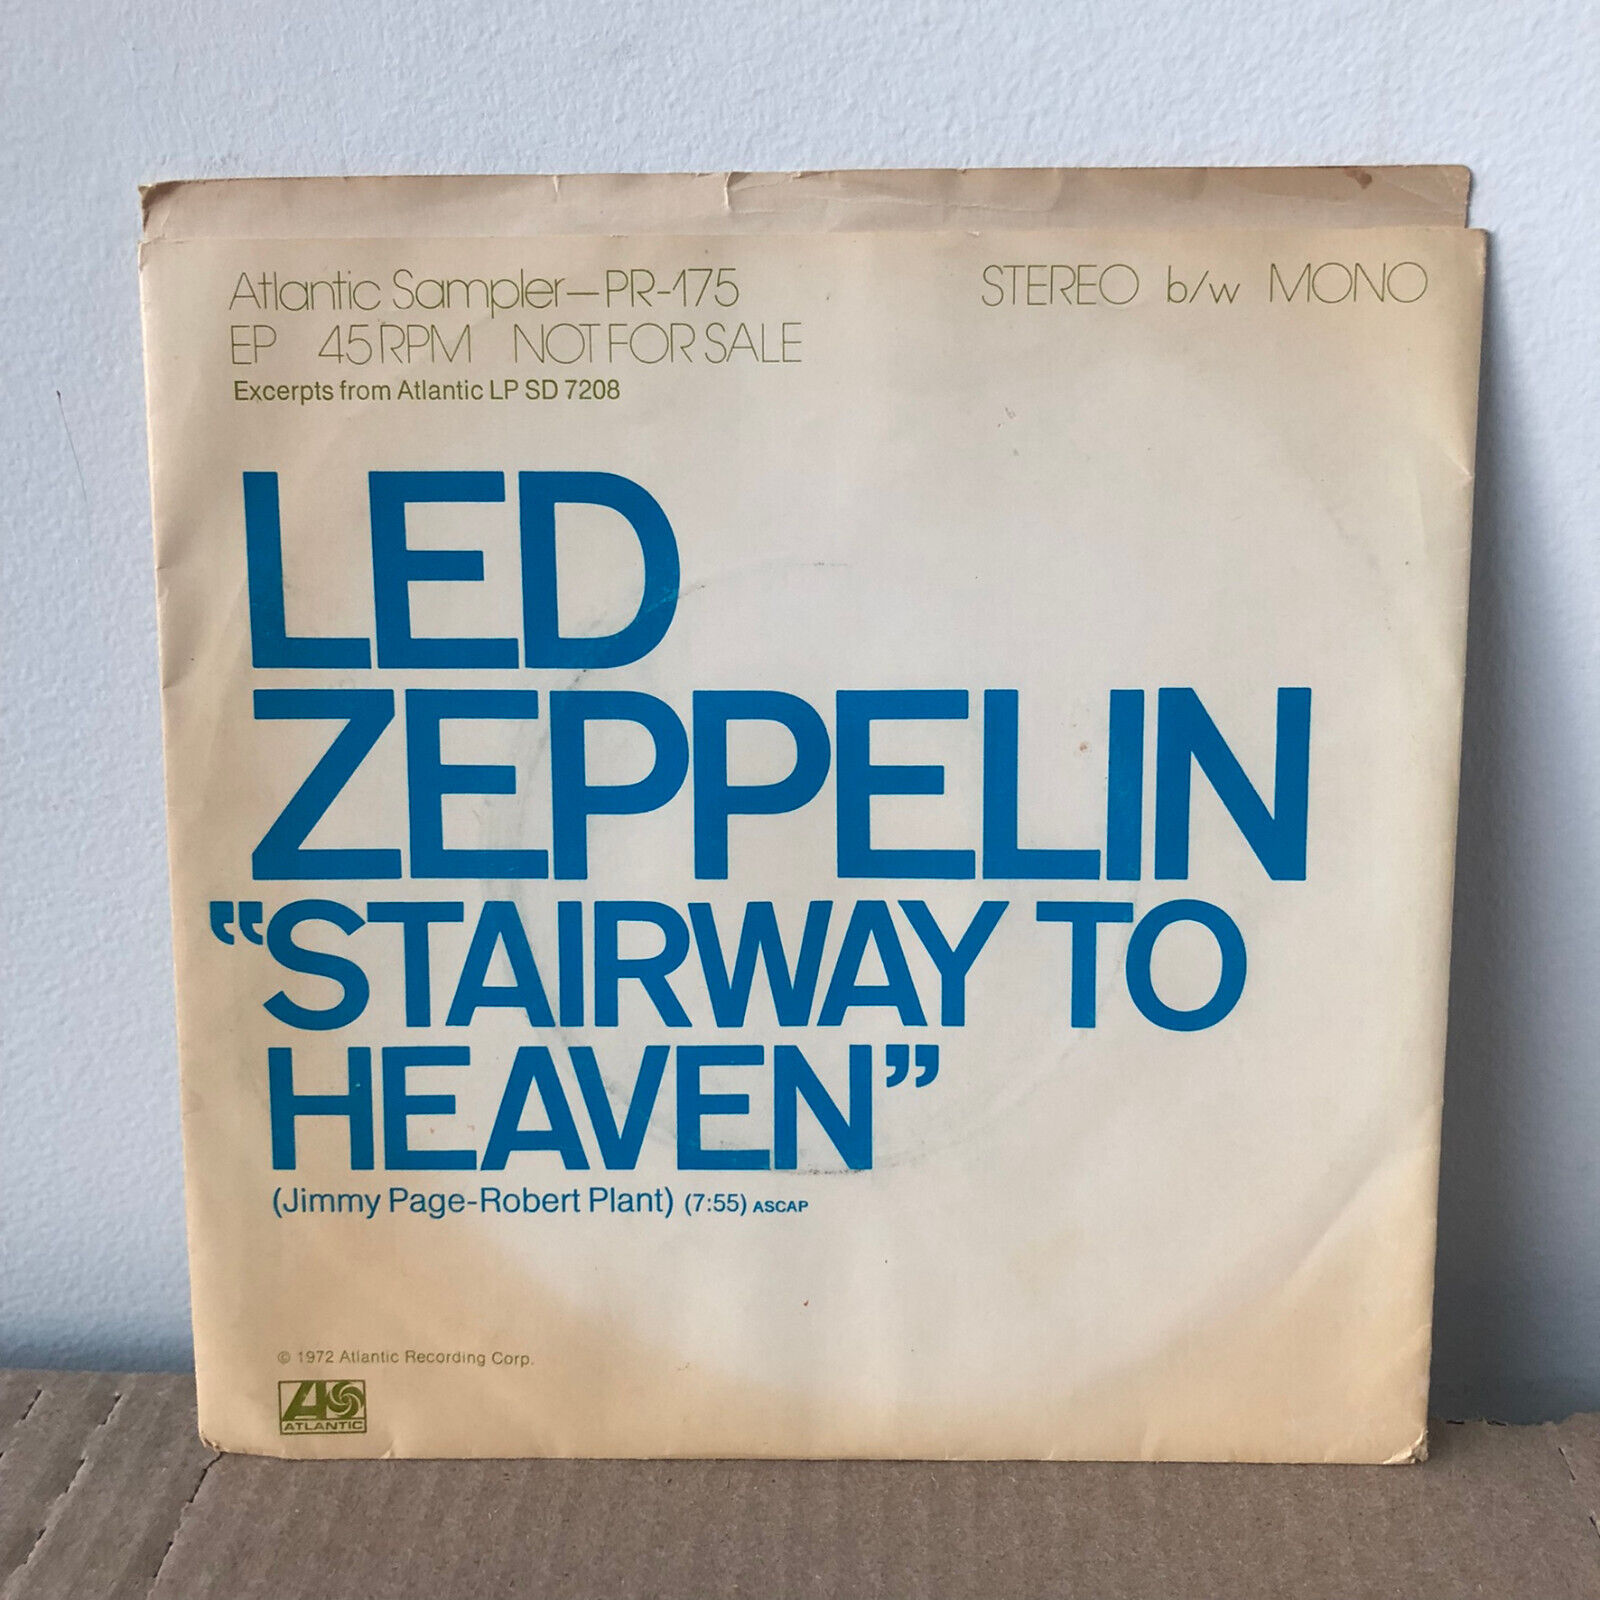 Atlantic Sampler—PR-175 STEREO b/w MONO
EP 45 RPM NOT FOR SALE
Excerpts from Atlantic LP SD 7208
LED
ZEPPELIN
“STAIRWAY TO
HEAVEN”
(Jimmy Page-Robert Plant) (7:55) ASCAP
© 1972 Atlantic Recording Corp.
ATLANTIC